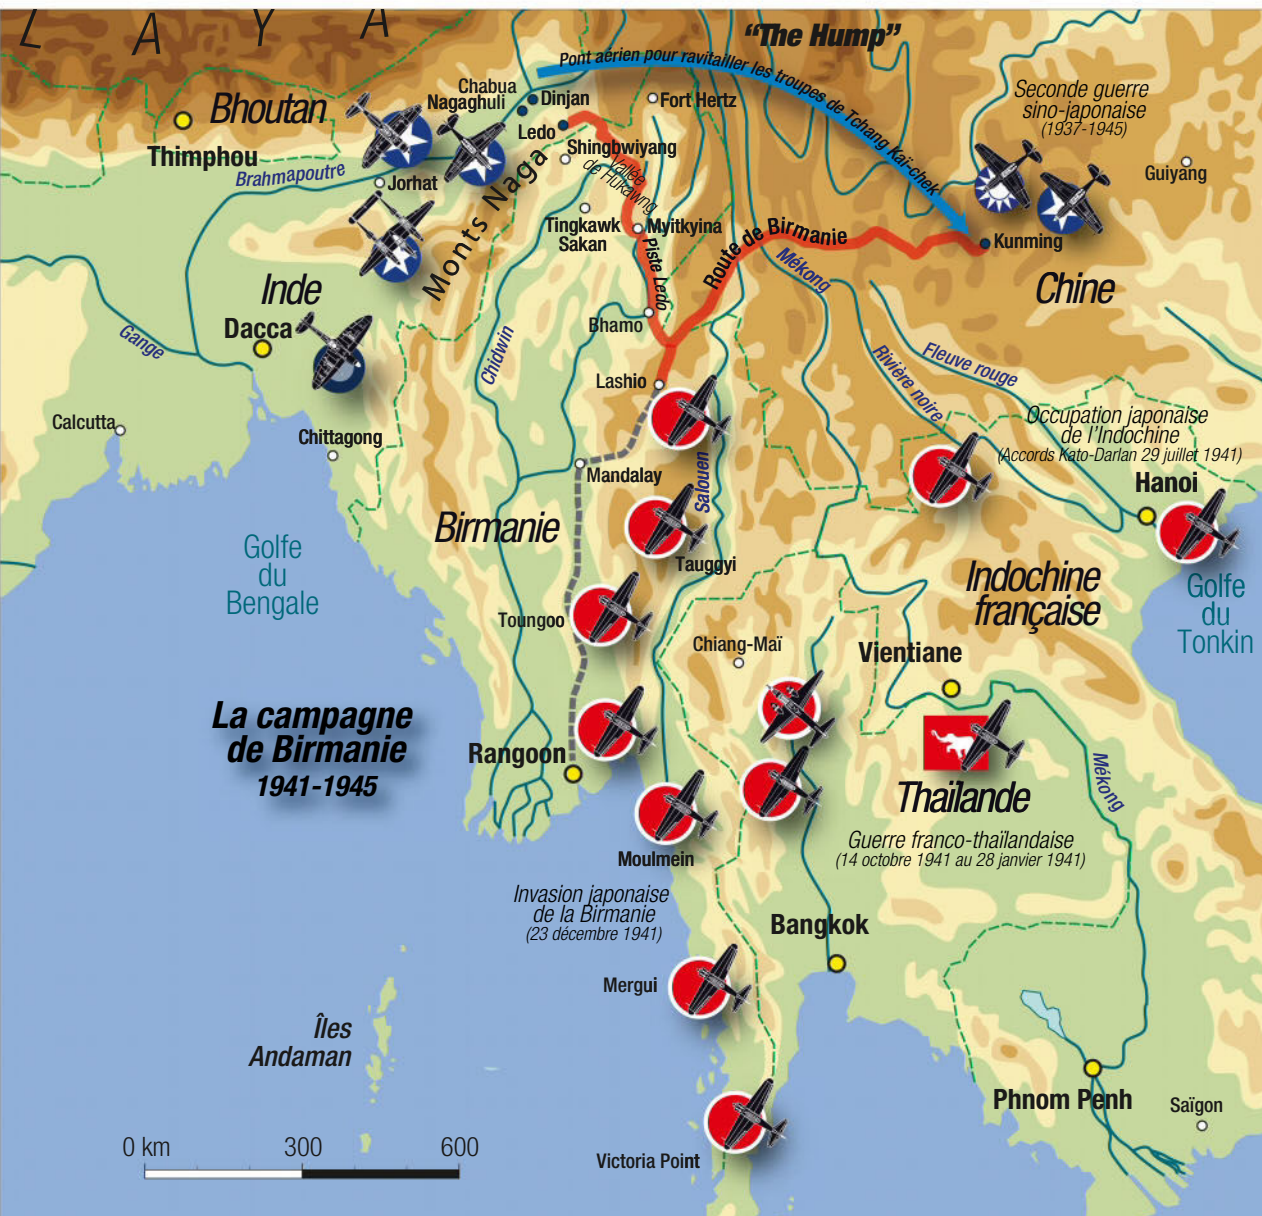 L A Y A
"The Hump"
Pont aérien pour ravitailler les troupes de Tchang Kaï-chek
Chabua
Nagaghuli
Dinjan
Fort Hertz
Ledo
Bhoutan
Thimphou
Shingbwiyang
Vallée
de Hukawng
Seconde guerre
sino-japonaise
(1937-1945)
Guiyang
Brahmapoutre
Jorhat
Monts Naga
Tingkawk
Sakan
Myitkyina
Piste Ledo
Route de Birmanie
Mékong
Kunming
Chine
Inde
Dacca
Gange
Chidwin
Bhamo
Lashio
Rivière noire
Fleuve rouge
Calcutta
Chittagong
Occupation japonaise
de l'Indochine
(Accords Kato-Darlan 29 juillet 1941)
Hanoi
Mandalay
Salouen
Birmanie
Golfe
du
Bengale
Tauggyi
Indochine
française
Golfe
du
Tonkin
Toungoo
Chiang-Maï
Vientiane
La campagne
de Birmanie
1941-1945
Rangoon
Mékong
Thaïlande
Guerre franco-thaïlandaise
(14 octobre 1941 au 28 janvier 1941)
Moulmein
Invasion japonaise
de la Birmanie
(23 décembre 1941)
Bangkok
Mergui
Îles
Andaman
Phnom Penh
Saïgon
0 km 300 600
Victoria Point